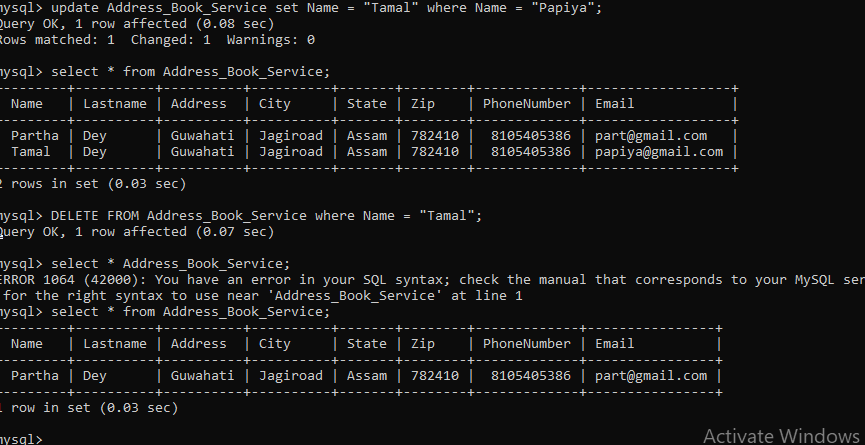 mysql> update Address_Book_Service set Name = "Tamal" where Name = "Papiya";
Query OK, 1 row affected (0.08 sec)
Rows matched: 1  Changed: 1  Warnings: 0
mysql> select * from Address_Book_Service;
--------+----------+----------+----------+-------+--------+-------------+------------------+
 Name   | Lastname | Address  | City     | State | Zip    | PhoneNumber | Email            |
--------+----------+----------+----------+-------+--------+-------------+------------------+
 Partha | Dey      | Guwahati | Jagiroad | Assam | 782410 |  8105405386 | part@gmail.com   |
 Tamal  | Dey      | Guwahati | Jagiroad | Assam | 782410 |  8105405386 | papiya@gmail.com |
--------+----------+----------+----------+-------+--------+-------------+------------------+
2 rows in set (0.03 sec)
mysql> DELETE FROM Address_Book_Service where Name = "Tamal";
Query OK, 1 row affected (0.07 sec)
mysql> select * Address_Book_Service;
ERROR 1064 (42000): You have an error in your SQL syntax; check the manual that corresponds to your MySQL ser
 for the right syntax to use near 'Address_Book_Service' at line 1
mysql> select * from Address_Book_Service;
--------+----------+----------+----------+-------+--------+-------------+----------------+
 Name   | Lastname | Address  | City     | State | Zip    | PhoneNumber | Email          |
--------+----------+----------+----------+-------+--------+-------------+----------------+
 Partha | Dey      | Guwahati | Jagiroad | Assam | 782410 |  8105405386 | part@gmail.com |
--------+----------+----------+----------+-------+--------+-------------+----------------+
1 row in set (0.03 sec)
mysql>
Activate Windows